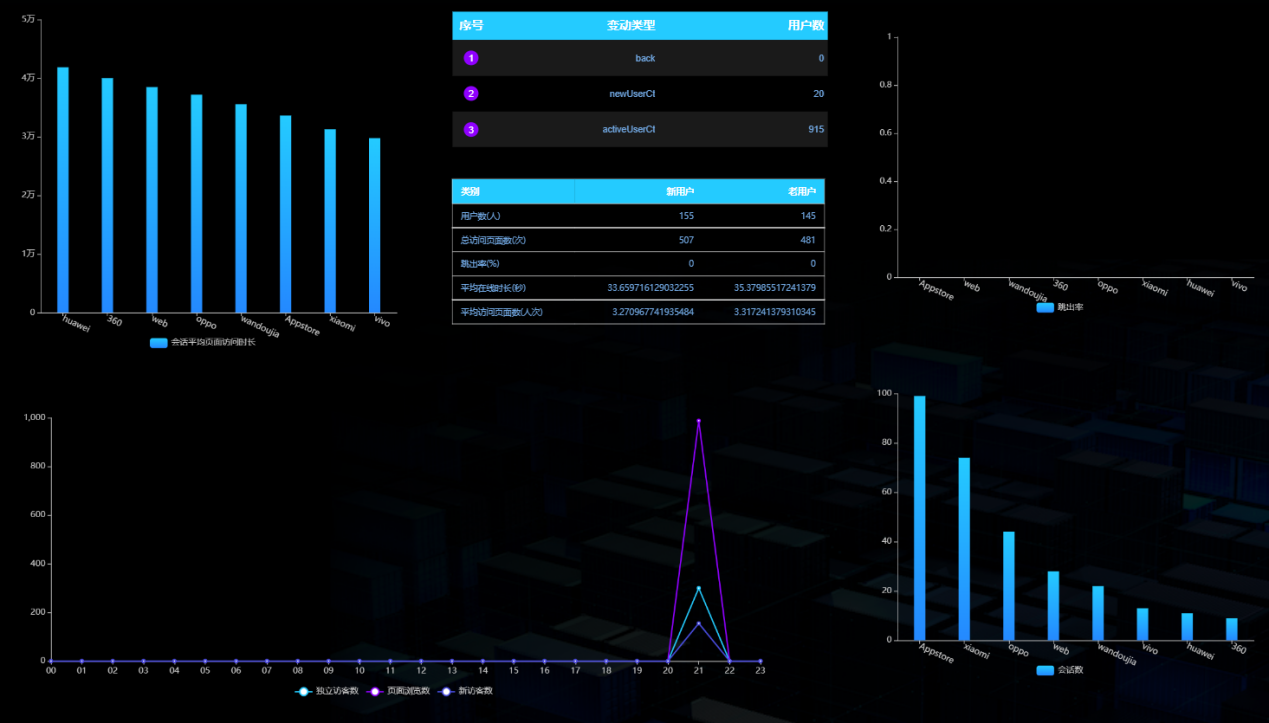 5万
4万
3万
2万
1万
0
huawei 360 web oppo wandoujia Appstore xiaomi vivo
会话平均页面访问时长
序号 变动类型 用户数
1 back 0
2 newUserCt 20
3 activeUserCt 915
类别 新用户 老用户
用户数(人) 155 145
总访问页面数(次) 507 481
跳出率(%) 0 0
平均在线时长(秒) 33.659716129032255 35.37985517241379
平均访问页面数(人次) 3.270967741935484 3.317241379310345
1
0.8
0.6
0.4
0.2
0
Appstore web wandoujia 360 oppo xiaomi huawei vivo
跳出率
1,000
800
600
400
200
0
00 01 02 03 04 05 06 07 08 09 10 11 12 13 14 15 16 17 18 19 20 21 22 23
独立访客数 页面浏览数 新访客数
100
80
60
40
20
0
Appstore xiaomi oppo web wandoujia vivo huawei 360
会话数